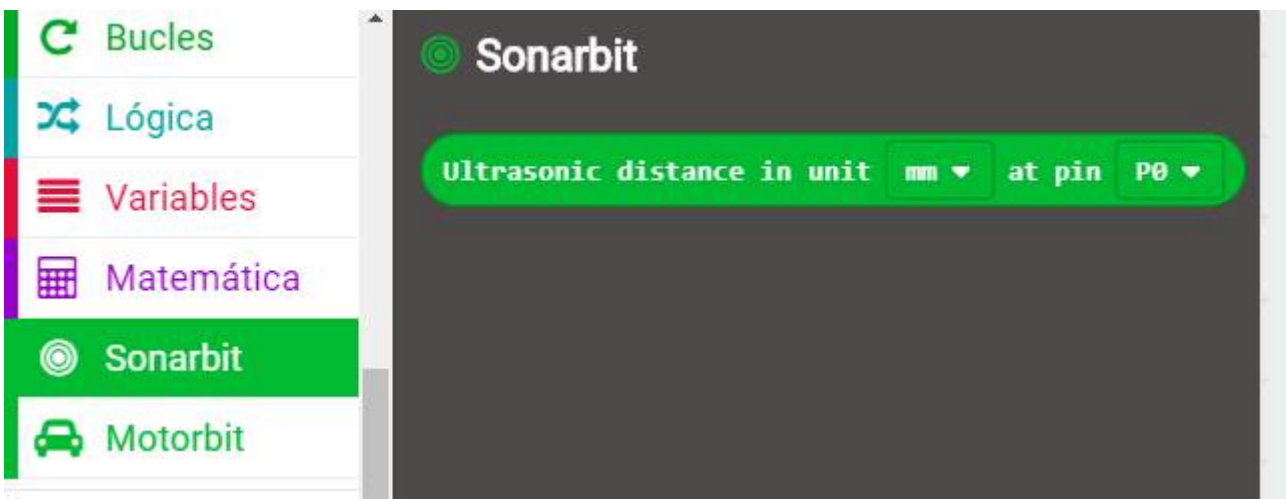 Bucles
Lógica
Variables
Matemática
Sonarbit
Motorbit
Sonarbit
Ultrasonic distance in unit mm at pin P0